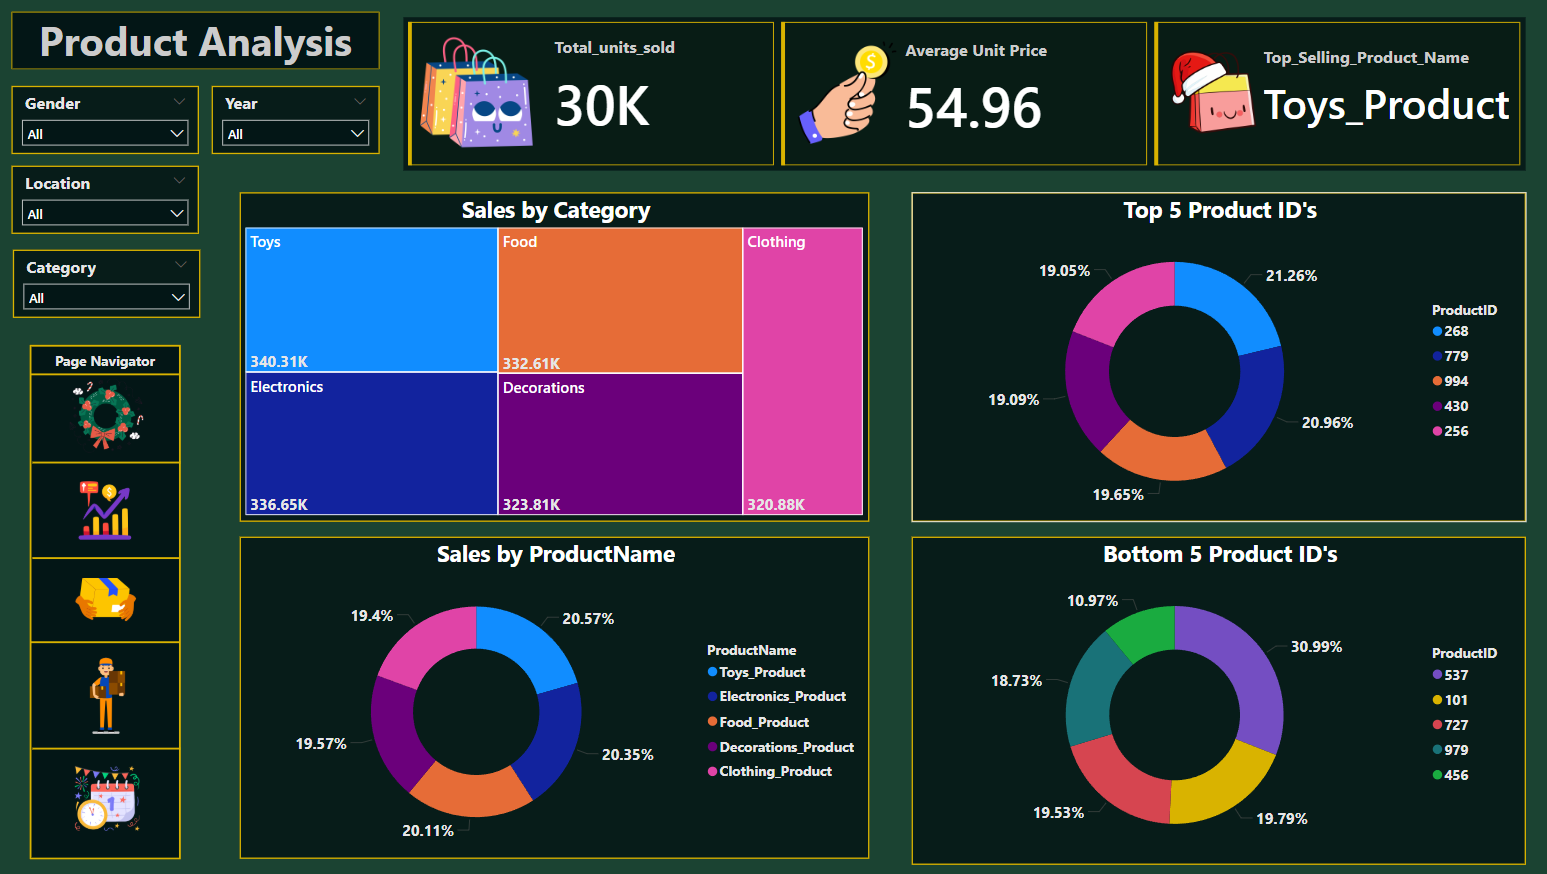 Product Analysis
Gender
All
Year
All
Location
All
Category
All
Page Navigator
Total_units_sold
30K
Average Unit Price
54.96
Top_Selling_Product_Name
Toys_Product
Sales by Category
Toys
340.31K
Food
332.61K
Clothing
320.88K
Electronics
336.65K
Decorations
323.81K
Top 5 Product ID's
19.05%
21.26%
19.09%
20.96%
19.65%
ProductID
268
779
994
430
256
Sales by ProductName
19.4%
20.57%
19.57%
20.35%
20.11%
ProductName
Toys_Product
Electronics_Product
Food_Product
Decorations_Product
Clothing_Product
Bottom 5 Product ID's
10.97%
30.99%
18.73%
19.53%
19.79%
ProductID
537
101
727
979
456